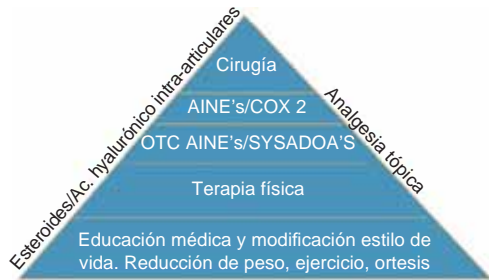 Esteroides/Ac. hyalurónico intra-articulares
Cirugía
AINE's/COX 2
OTC AINE's/SYSADOA'S
Terapia física
Educación médica y modificación estilo de
vida. Reducción de peso, ejercicio, ortesis
Analgesia tópica